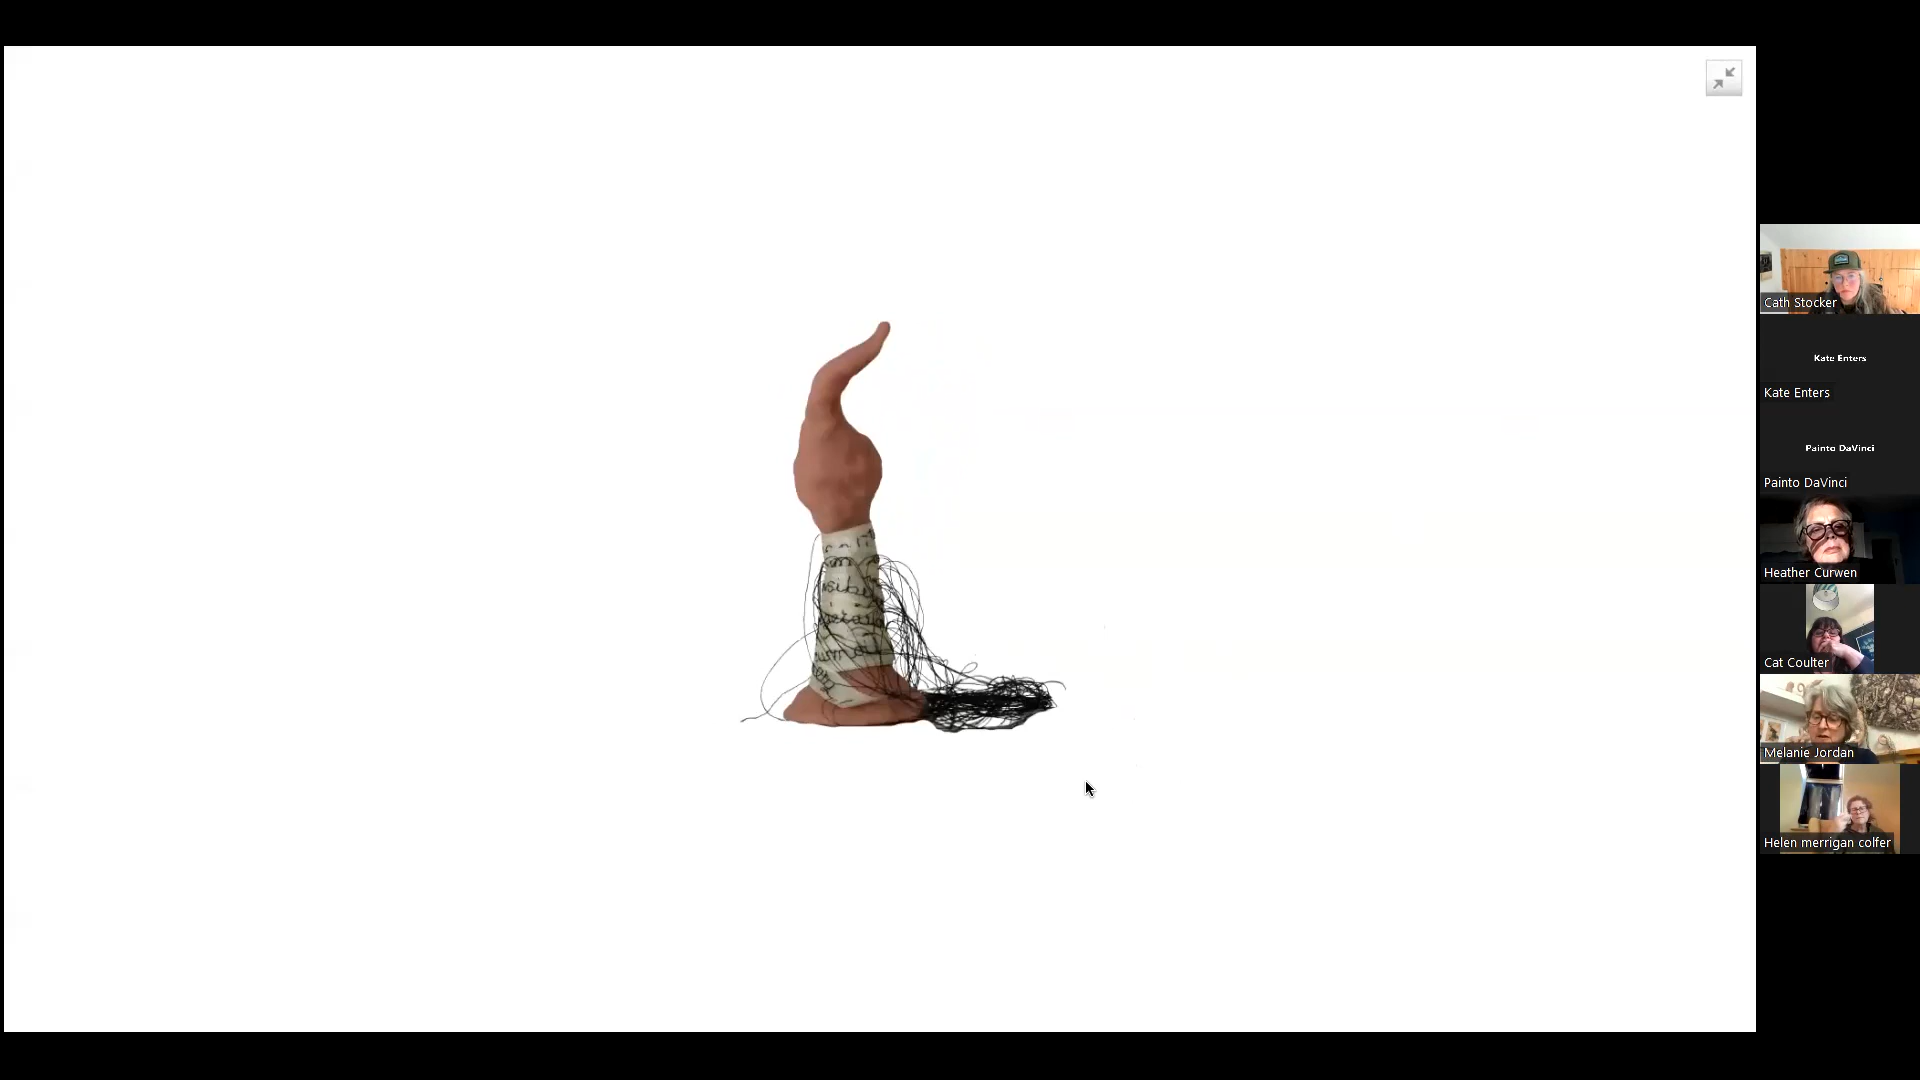 Cath Stocker
Kate Enters
Kate Enters
Painto DaVinci
Painto DaVinci
Heather Curwen
Cat Coulter
Melanie Jordan
Helen merrigan colfer